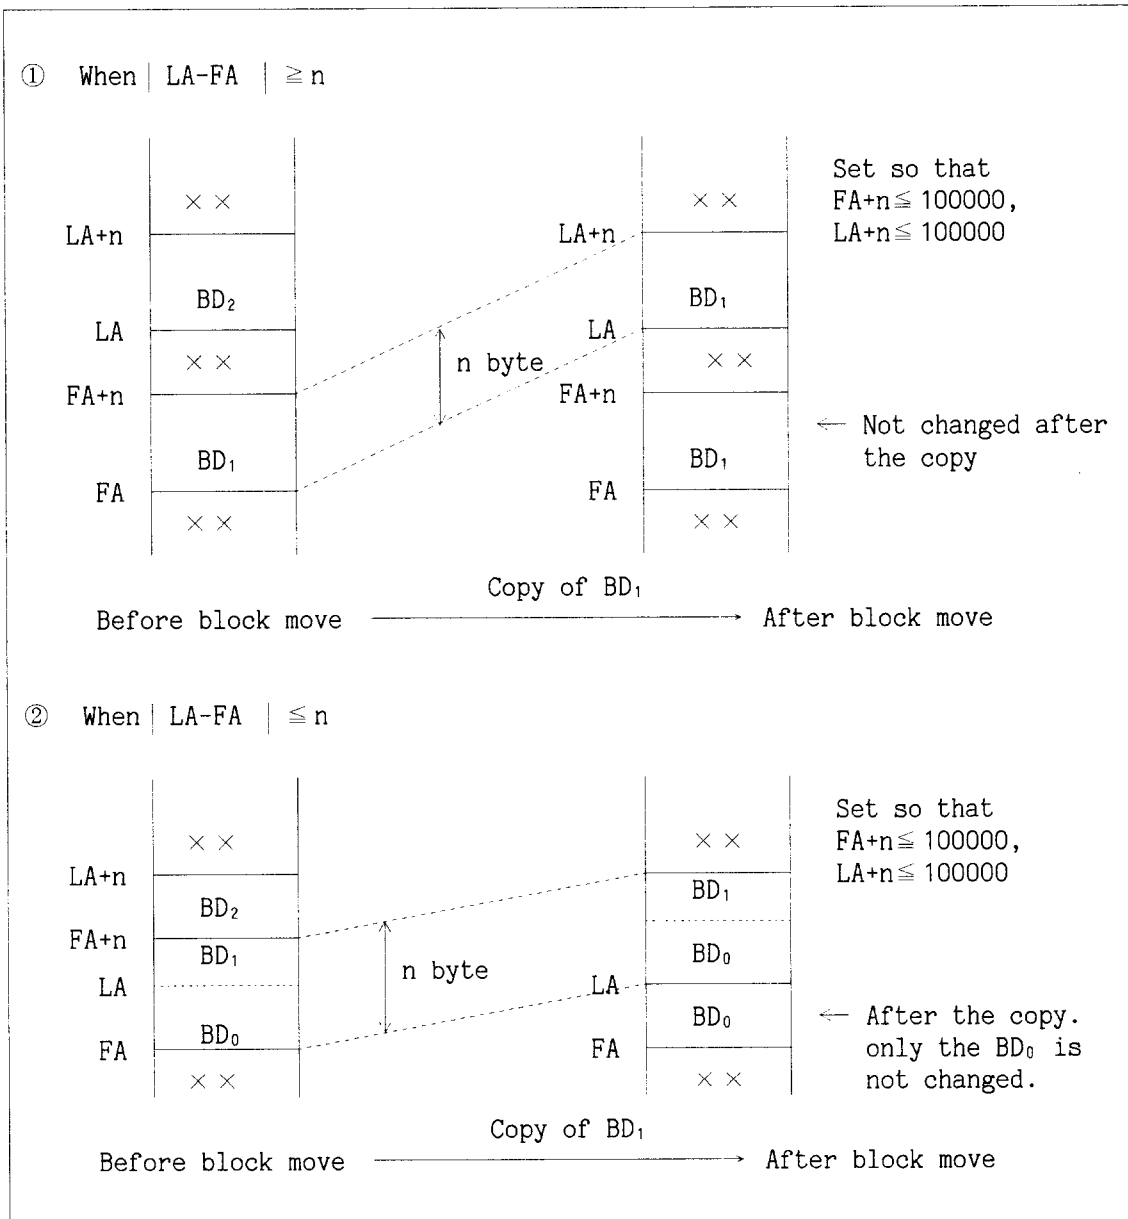 ① When | LA-FA | ≧ n
× × × ×
Set so that
FA+n≦ 100000,
LA+n≦ 100000
LA+n LA+n
BD₂ BD₁
LA LA
× × n byte × ×
FA+n FA+n
← Not changed after
the copy
BD₁ BD₁
FA FA
× × × ×
Copy of BD₁
Before block move → After block move
② When | LA-FA | ≦ n
Set so that
FA+n≦ 100000,
LA+n≦ 100000
× × × ×
LA+n
BD₂ BD₁
FA+n
BD₁ BD₀
n byte
LA LA
BD₀ BD₀
← After the copy.
only the BD₀ is
not changed.
FA FA
× × × ×
Copy of BD₁
Before block move → After block move